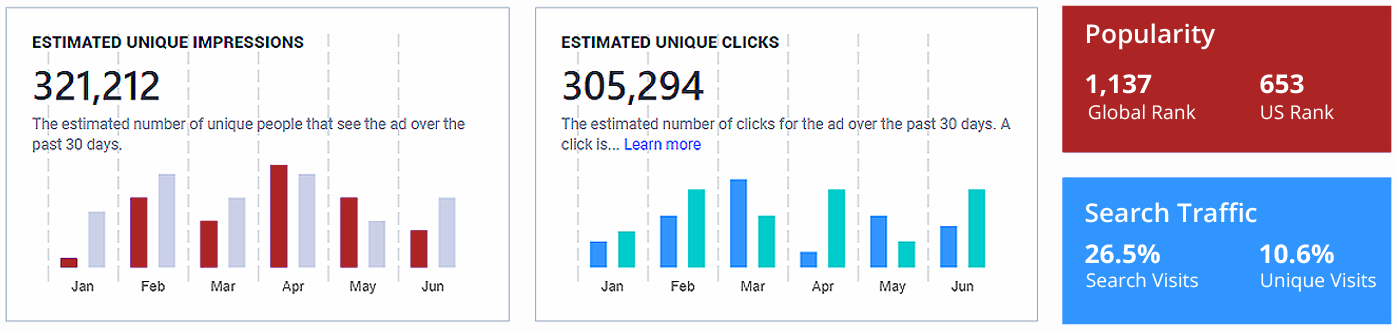 ESTIMATED UNIQUE IMPRESSIONS
321,212
The estimated number of unique people that see the ad over the
past 30 days.
Jan Feb Mar Apr May Jun
ESTIMATED UNIQUE CLICKS
305,294
The estimated number of clicks for the ad over the past 30 days. A
click is... Learn more
Jan Feb Mar Apr May Jun
Popularity
1,137 653
Global Rank US Rank
Search Traffic
26.5% 10.6%
Search Visits Unique Visits